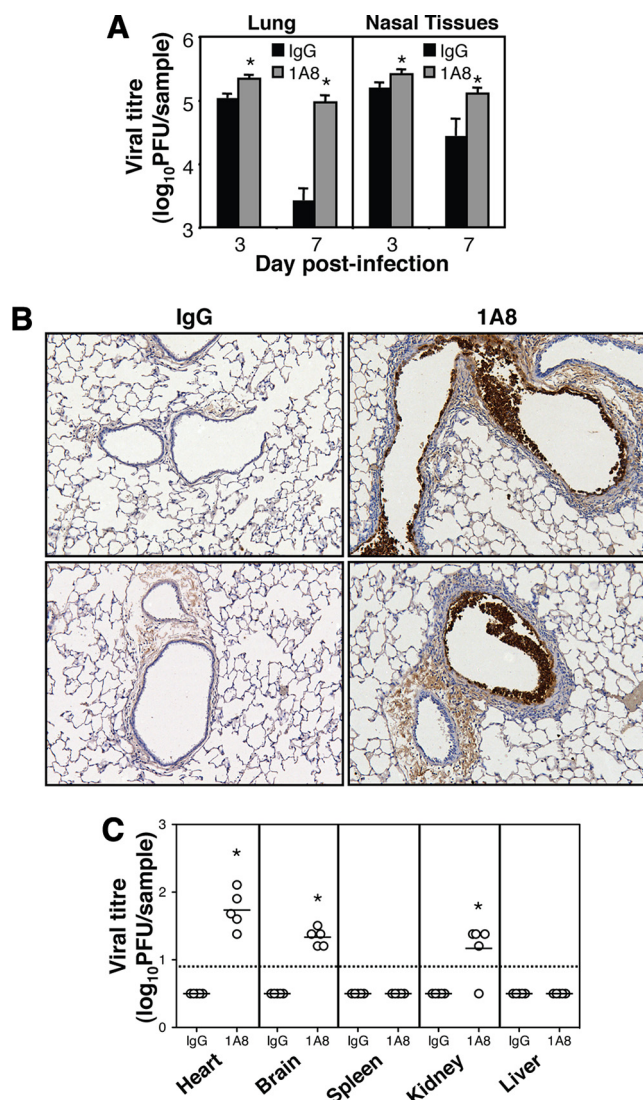 A
Lung
Nasal Tissues
Viral titre
(log10PFU/sample)
6
5
4
3
IgG
1A8
*
*
IgG
1A8
*
*
3
7
3
7
Day post-infection
B
IgG
1A8
C
Viral titre
(log10PFU/sample)
3
2
1
0
*
*
*
IgG
1A8
IgG
1A8
IgG
1A8
IgG
1A8
IgG
1A8
Heart
Brain
Spleen
Kidney
Liver